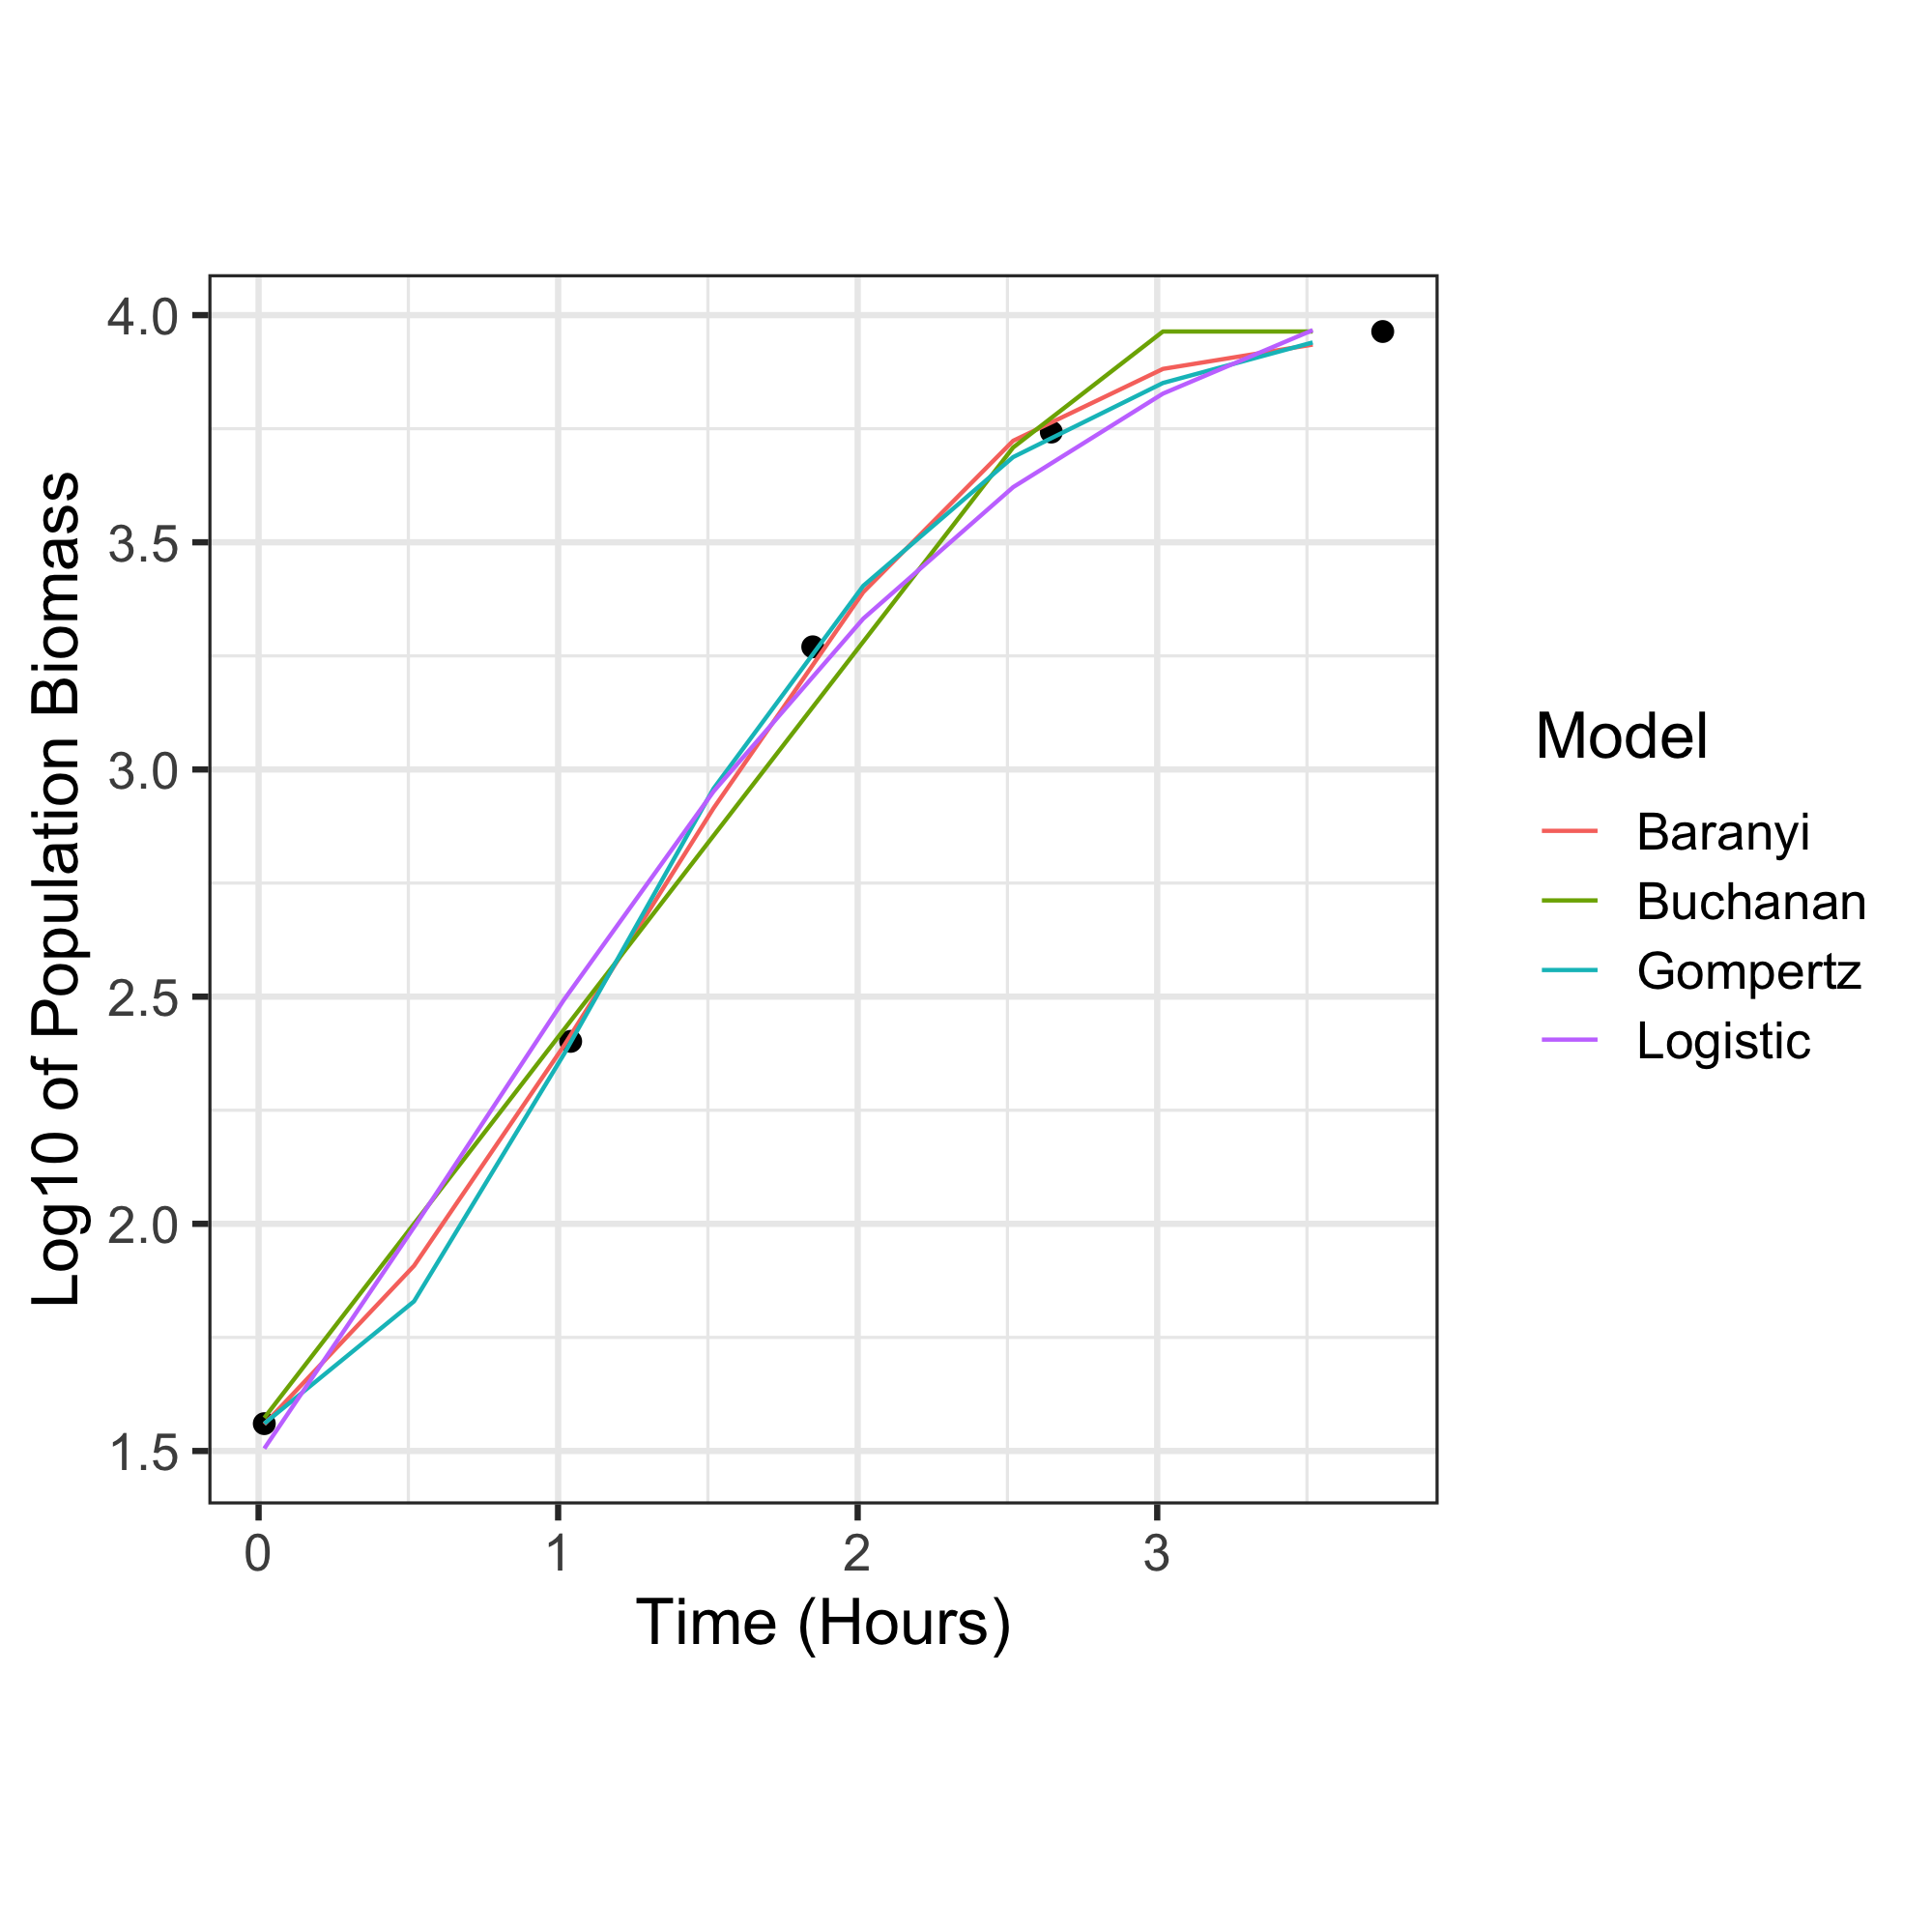 Log10 of Population Biomass
4.0
3.5
3.0
2.5
2.0
1.5
0 1 2 3
Time (Hours)
Model
Baranyi
Buchanan
Gompertz
Logistic